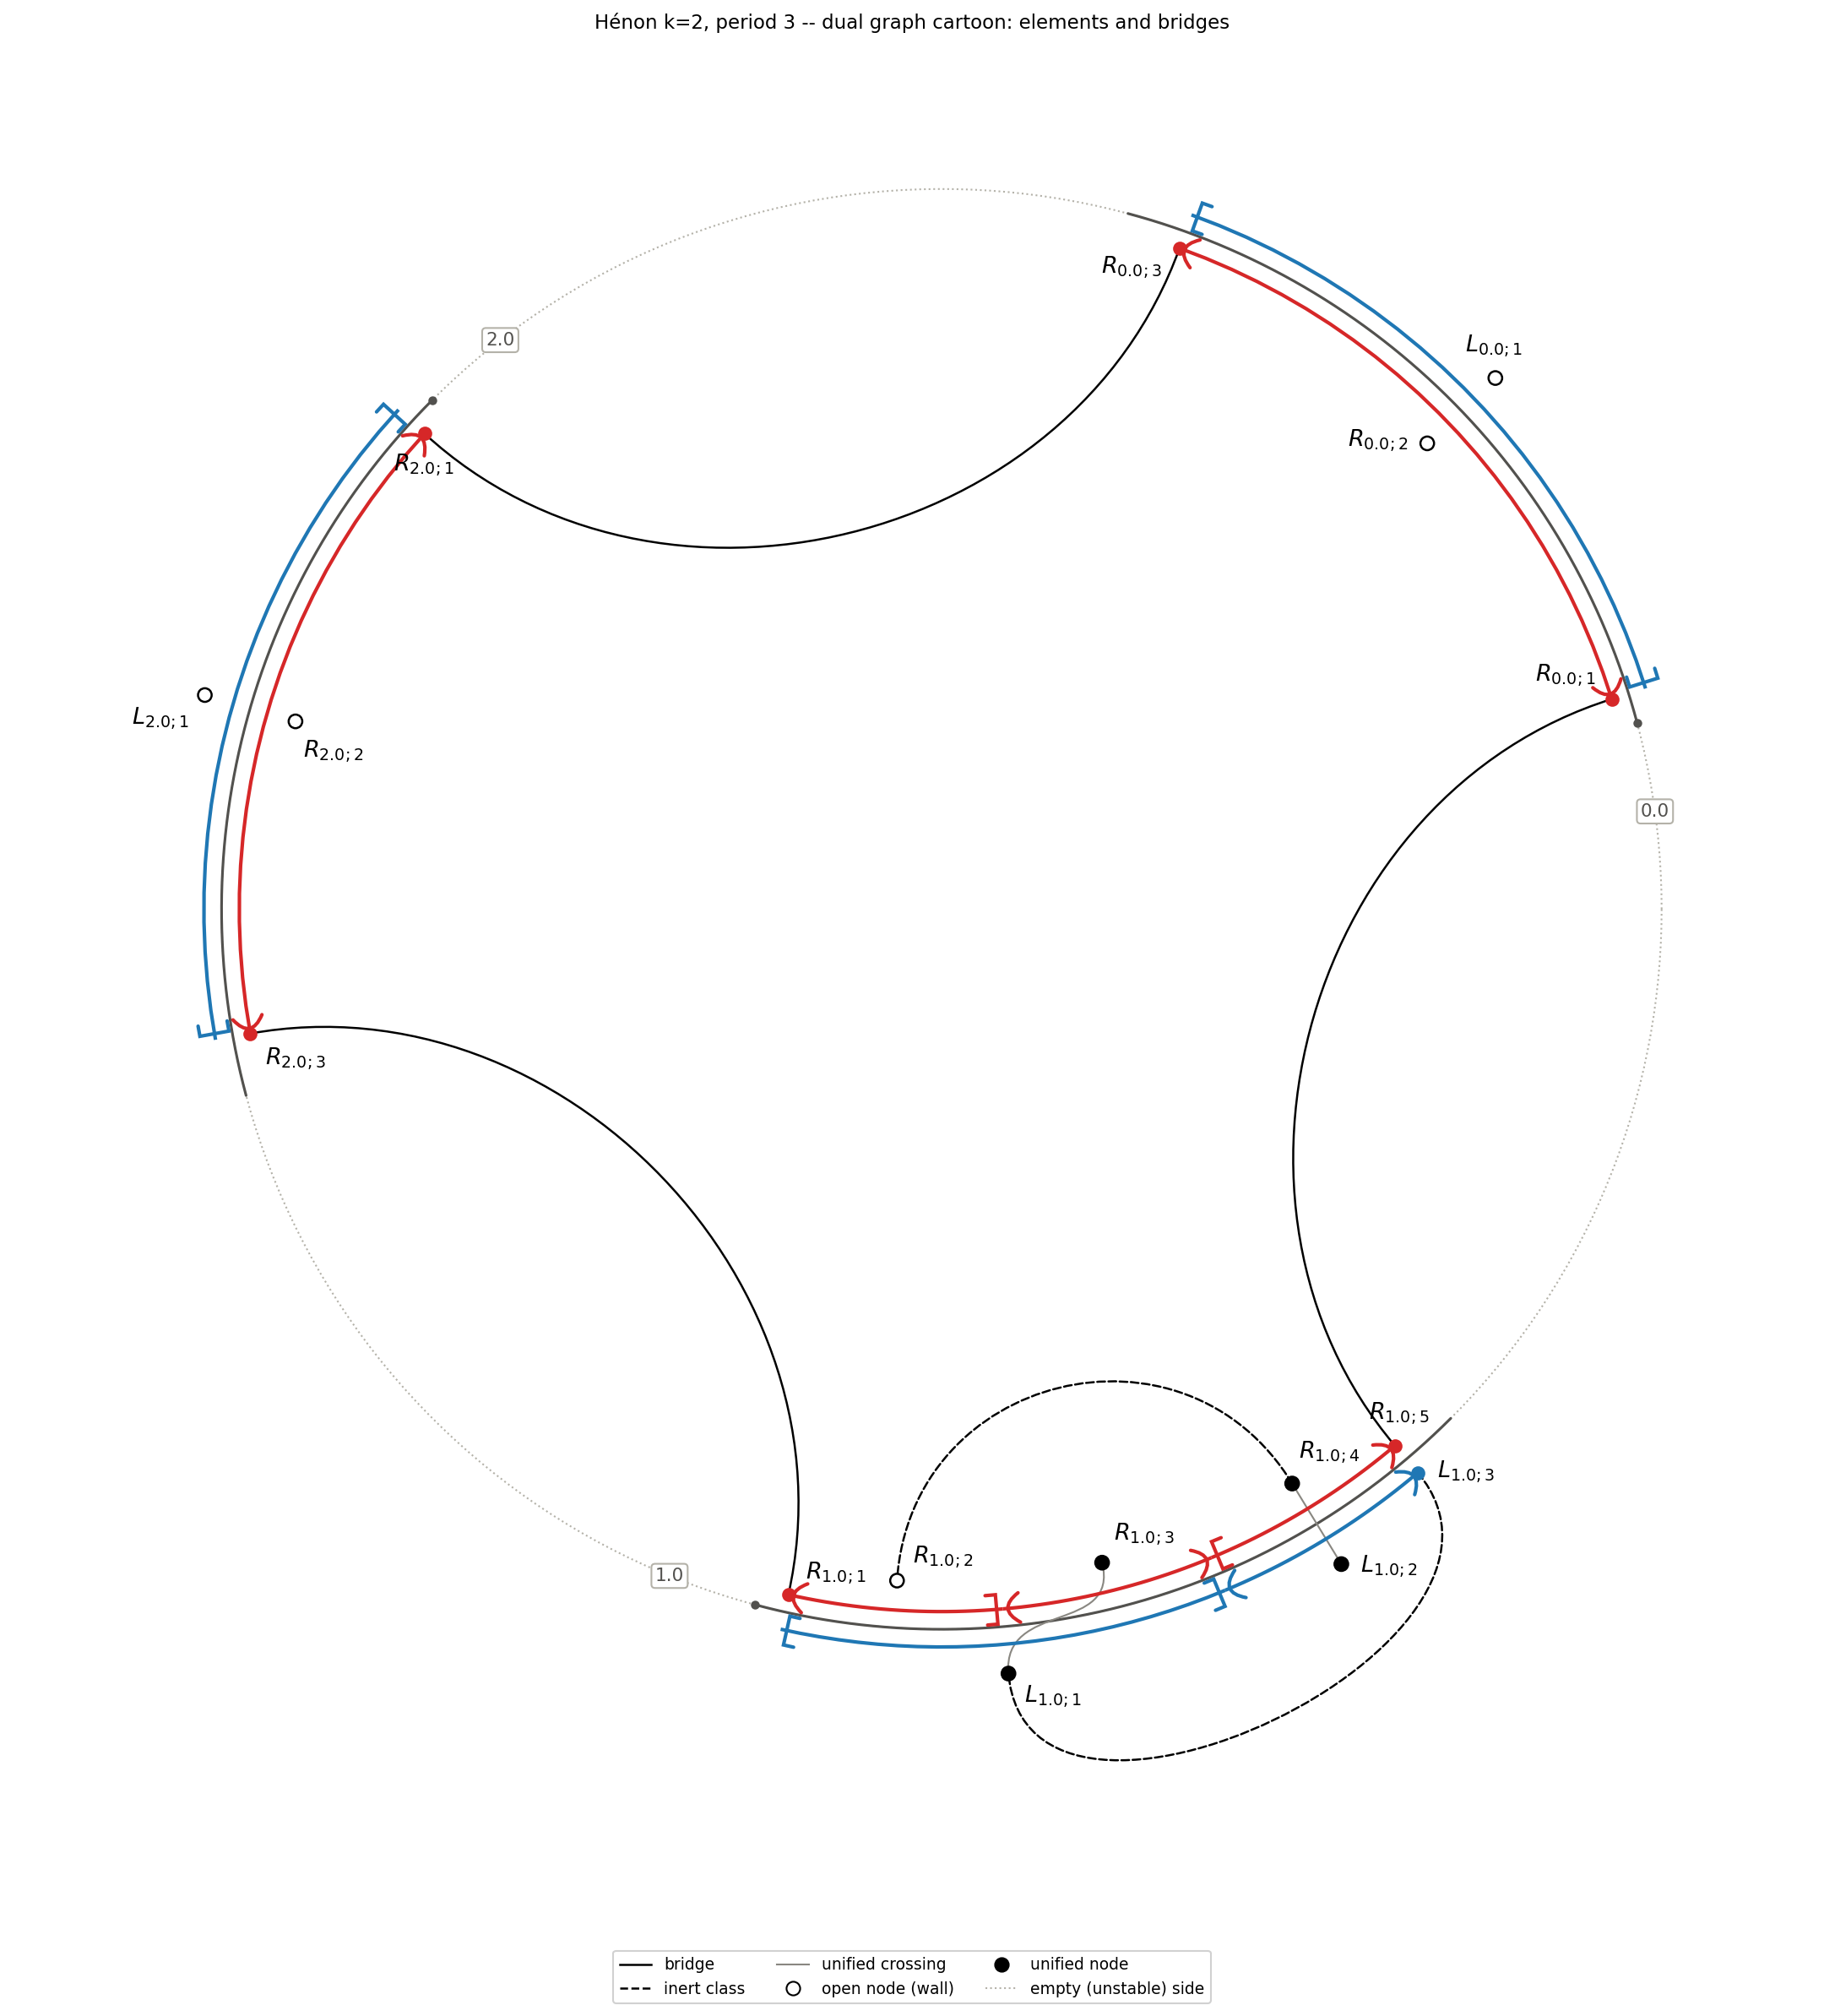 Hénon k=2, period 3 -- dual graph cartoon: elements and bridges
R0.0; 3
2.0
L0.0; 1
R0.0; 2
R2.0; 1
R0.0; 1
L2.0; 1
R2.0; 2
0.0
R2.0; 3
R1.0; 5
R1.0; 4
L1.0; 3
R1.0; 3
R1.0; 2
L1.0; 2
1.0
R1.0; 1
L1.0; 1
bridge
unified crossing
unified node
inert class
open node (wall)
empty (unstable) side